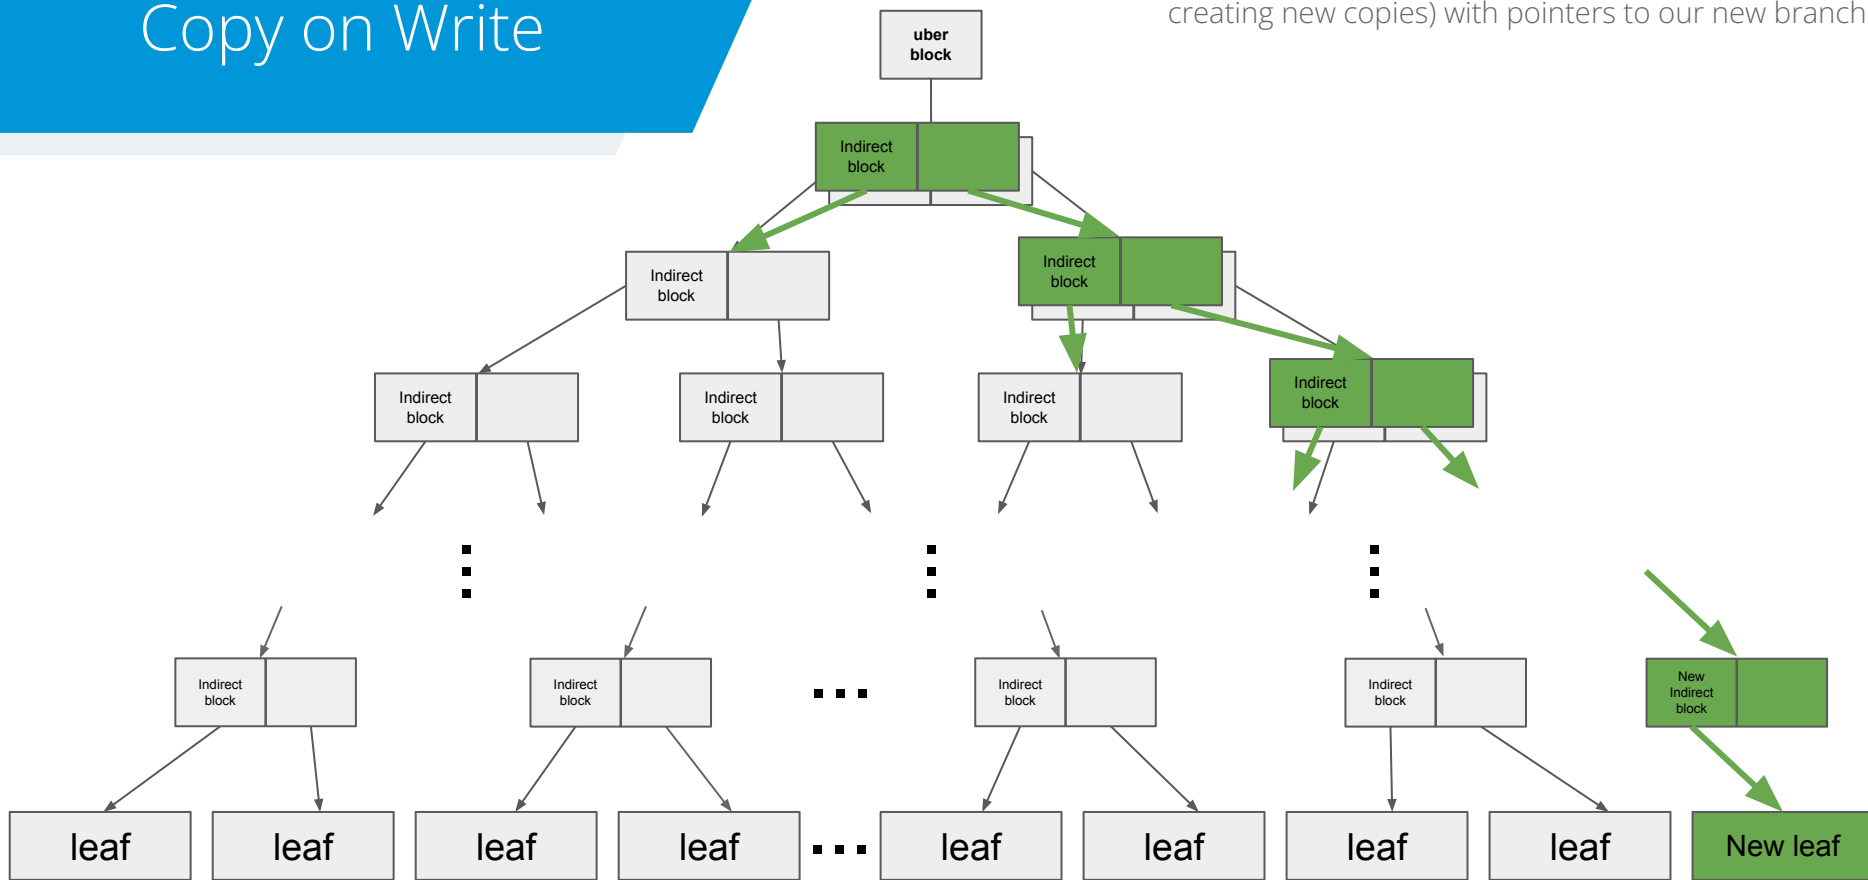 Copy on Write
creating new copies) with pointers to our new branch
uber
block
Indirect
block
Indirect
block
Indirect
block
Indirect
block
Indirect
block
Indirect
block
Indirect
block
Indirect
block
Indirect
block
Indirect
block
Indirect
block
New
Indirect
block
leaf
leaf
leaf
leaf
leaf
leaf
leaf
leaf
New leaf